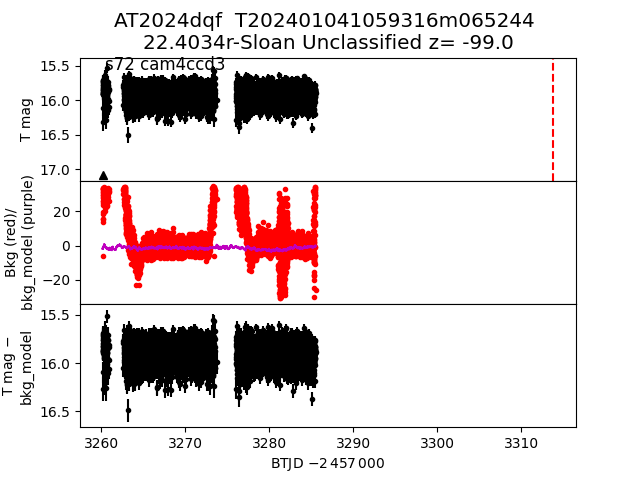 AT2024dqf  T202401041059316m065244
22.4034r-Sloan Unclassified z= -99.0
s72 cam4ccd3
15.5
16.0
16.5
17.0
T mag
20
0
−20
Bkg (red)/
bkg_model (purple)
15.5
16.0
16.5
T mag −
bkg_model
3260 3270 3280 3290 3300 3310
BTJD −2 457 000